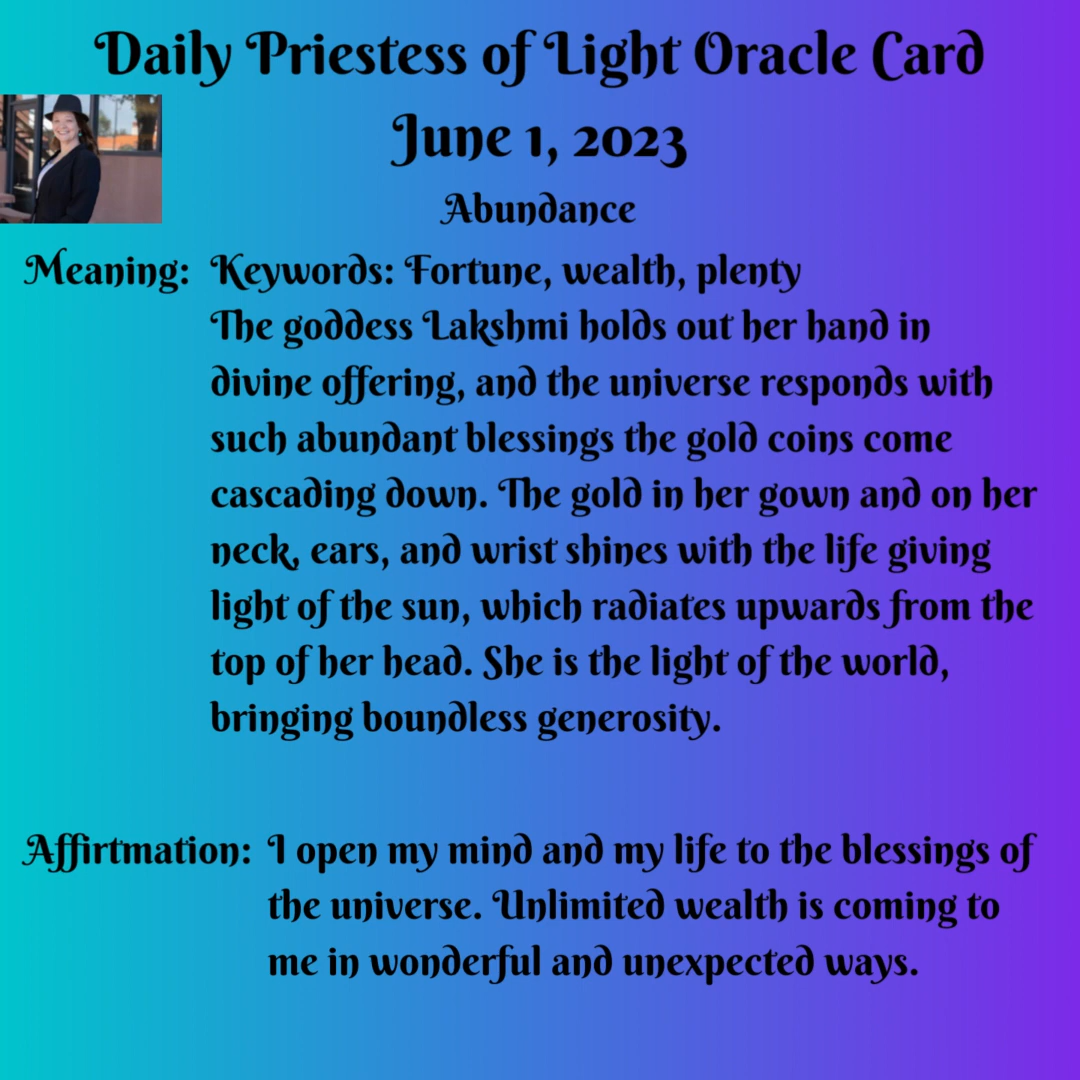 Daily Priestess of Light Oracle Card
June 1, 2023
Abundance
Meaning: Keywords: Fortune, wealth, plenty
The goddess Lakshmi holds out her hand in
divine offering, and the universe responds with
such abundant blessings the gold coins come
cascading down. The gold in her gown and on her
neck, ears, and wrist shines with the life giving
light of the sun, which radiates upwards from the
top of her head. She is the light of the world,
bringing boundless generosity.
Affirtmation: I open my mind and my life to the blessings of
the universe. Unlimited wealth is coming to
me in wonderful and unexpected ways.